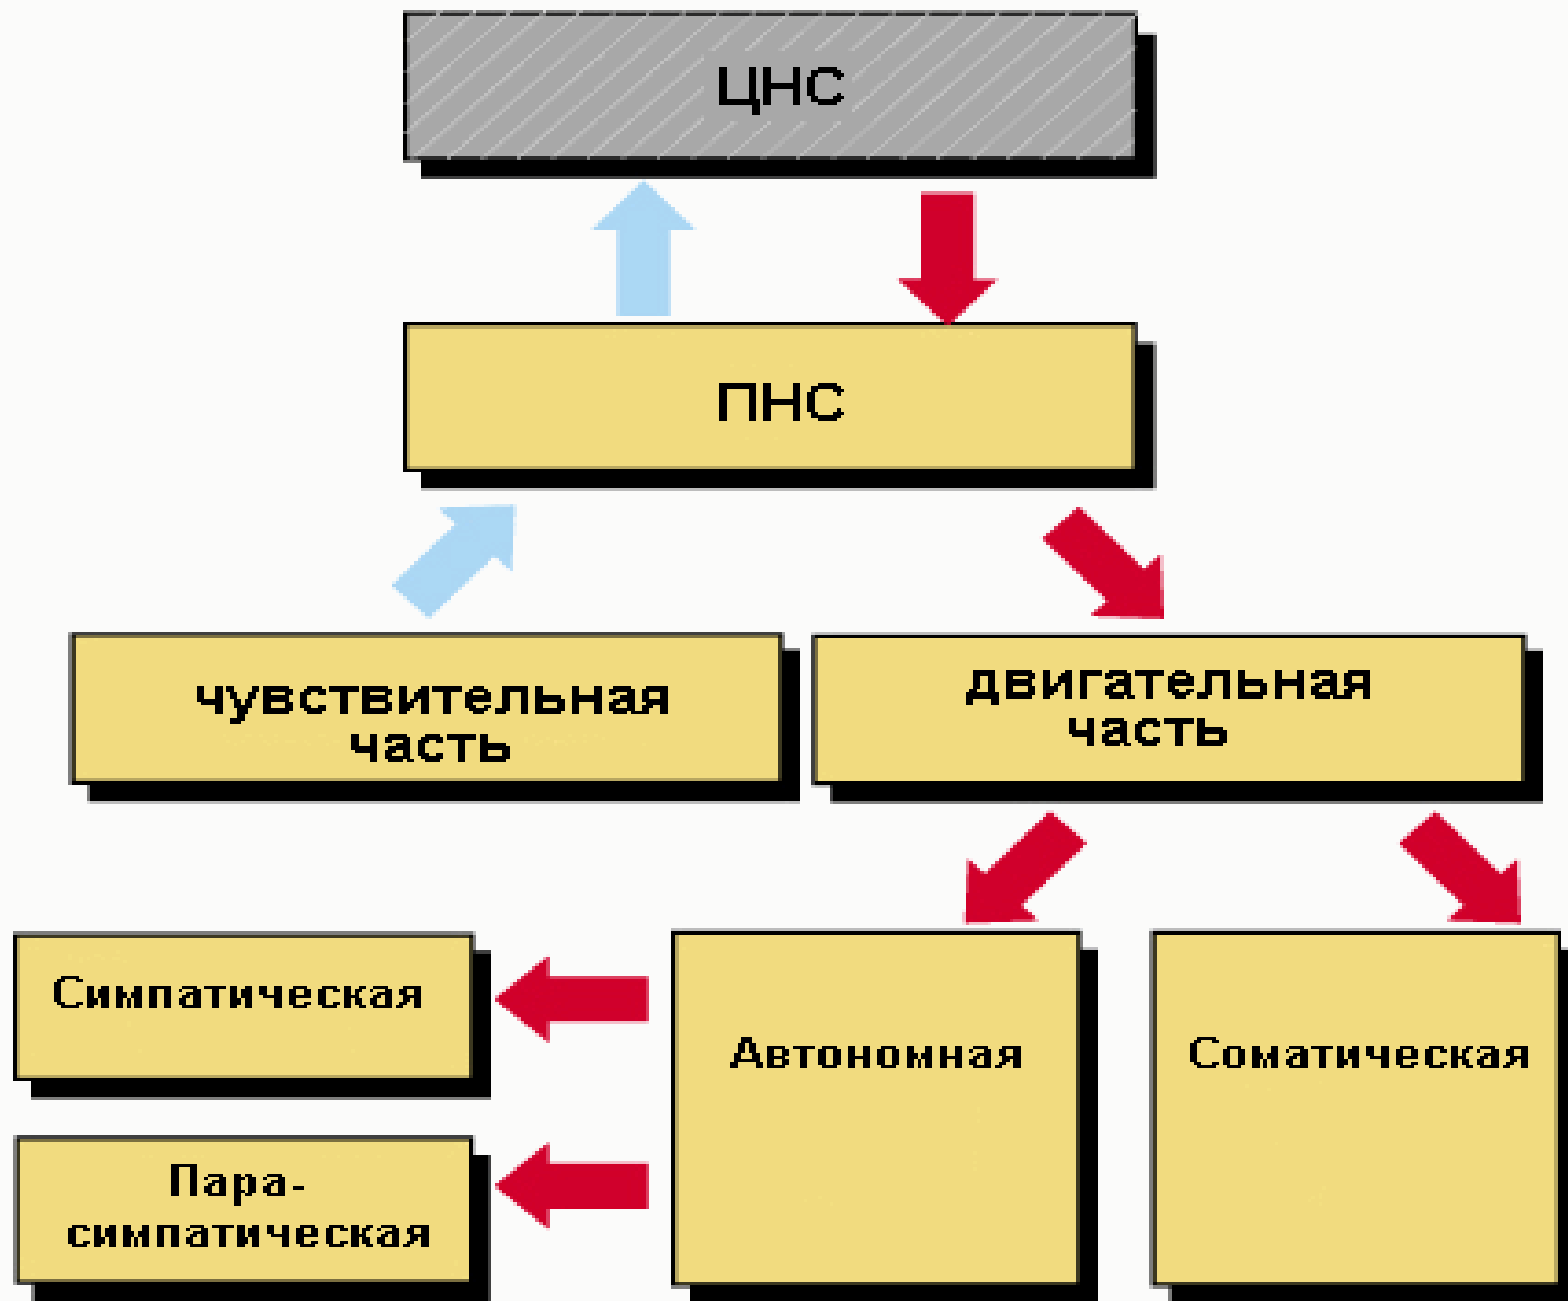 ЦНС
ПНС
чувствительная
часть
двигательная
часть
Симпатическая
Автономная
Соматическая
Пара-
симпатическая